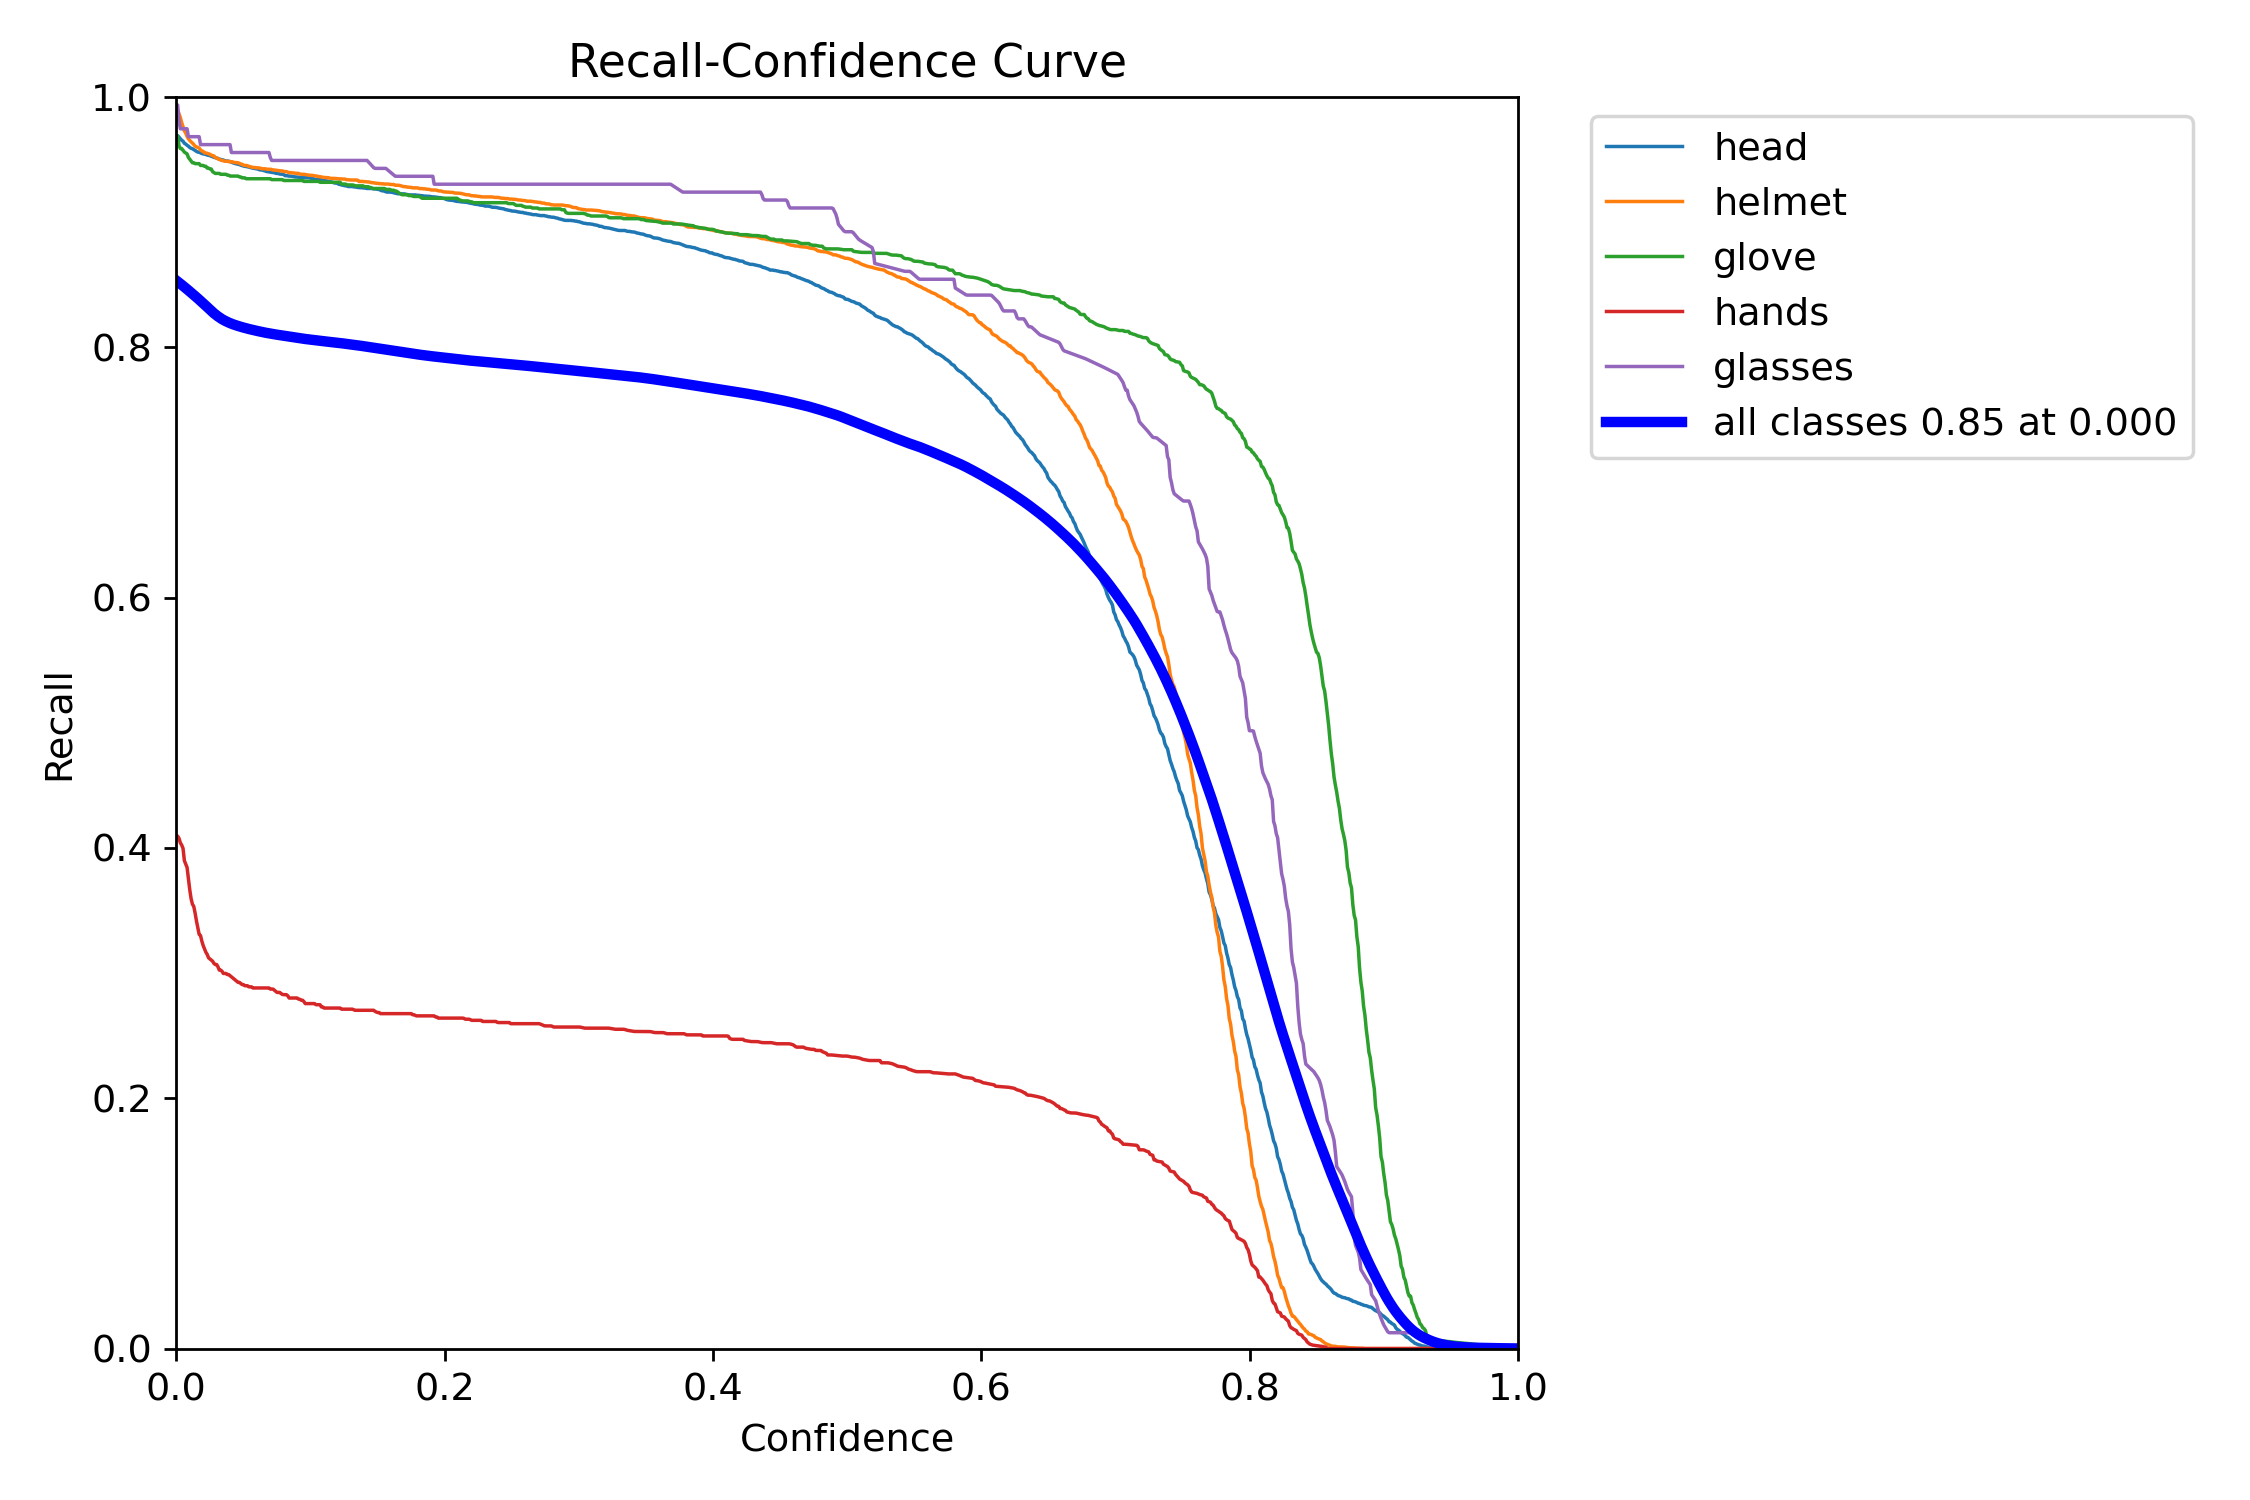 Recall-Confidence Curve
1.0
0.8
0.6
0.4
0.2
0.0
Recall
0.0 0.2 0.4 0.6 0.8 1.0
Confidence
head
helmet
glove
hands
glasses
all classes 0.85 at 0.000